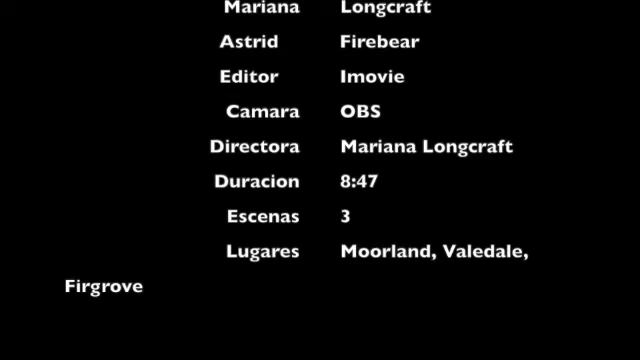 Mariana Longcraft
Astrid Firebear
Editor Imovie
Camara OBS
Directora Mariana Longcraft
Duracion 8:47
Escenas 3
Lugares Moorland, Valedale,
Firgrove